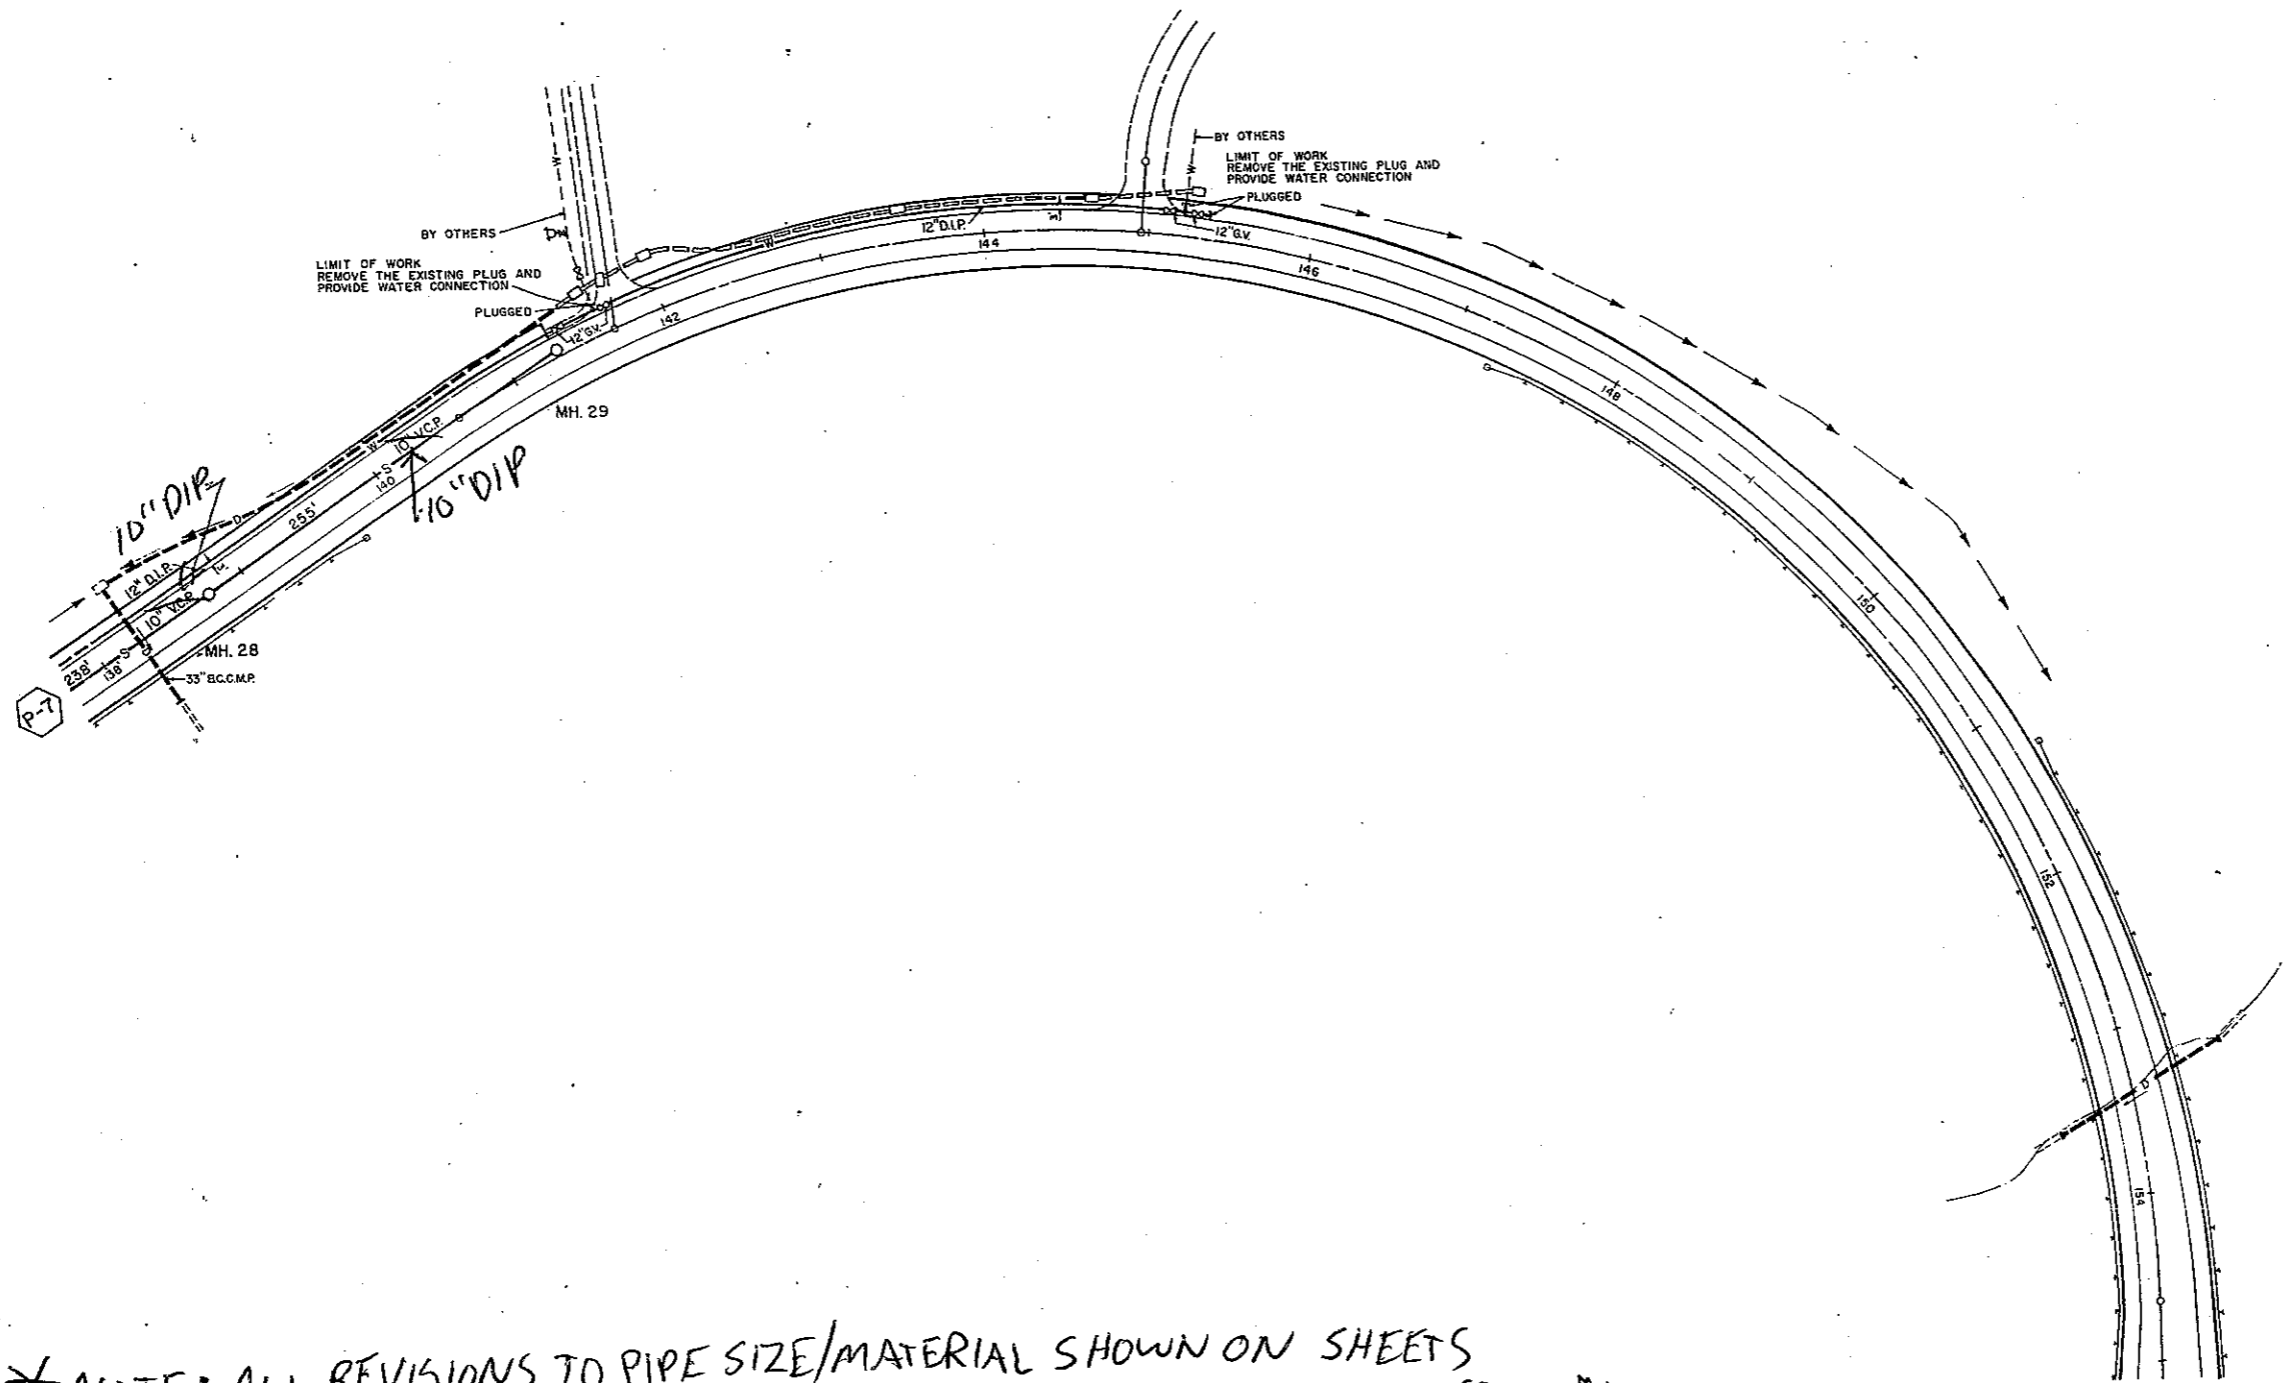 BY OTHERS
LIMIT OF WORK
REMOVE THE EXISTING PLUG AND
PROVIDE WATER CONNECTION
PLUGGED
12" G.V.
W
BY OTHERS
LIMIT OF WORK
REMOVE THE EXISTING PLUG AND
PROVIDE WATER CONNECTION
PLUGGED
12" G.V.
W
12" D.I.P.
W
142
144
146
148
150
152
154
D
MH. 29
10" V.C.P.
W
S
140
10" DIP
10" DIP
255'
D
12" D.I.P.
10" V.C.P.
MH. 28
33" B.C.C.M.P.
238'
138
S
D
P-7
NOTE: ALL REVISIONS TO PIPE SIZE/MATERIAL SHOWN ON SHEETS